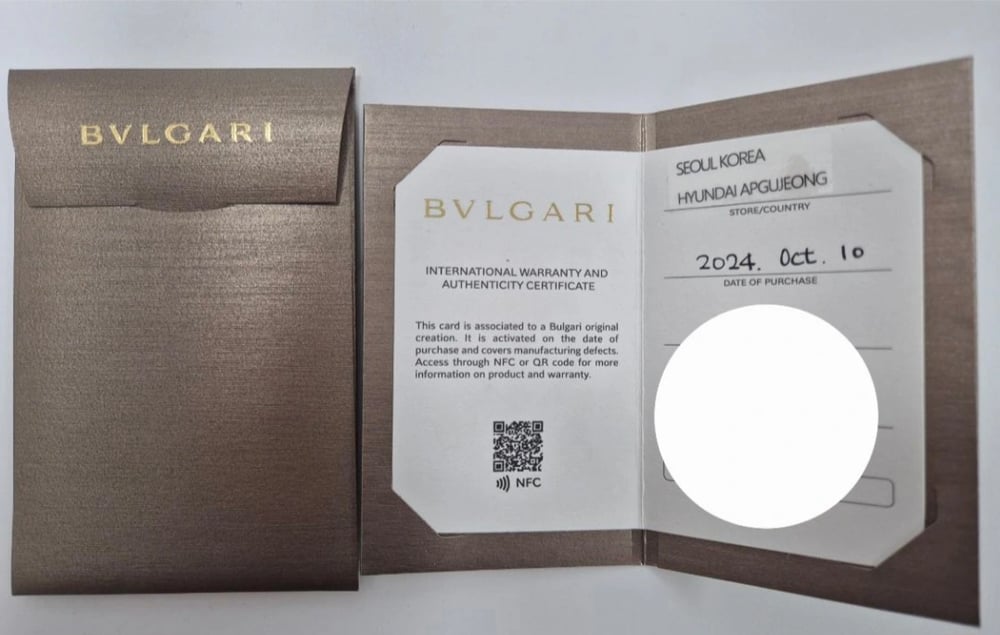 BVLGARI
BVLGARI
INTERNATIONAL WARRANTY AND
AUTHENTICITY CERTIFICATE
This card is associated to a Bulgari original
creation. It is activated on the date of
purchase and covers manufacturing defects.
Access through NFC or QR code for more
information on product and warranty.
NFC
SEOUL KOREA
HYUNDAI APGUJEONG
STORE/COUNTRY
2024. Oct. 10
DATE OF PURCHASE